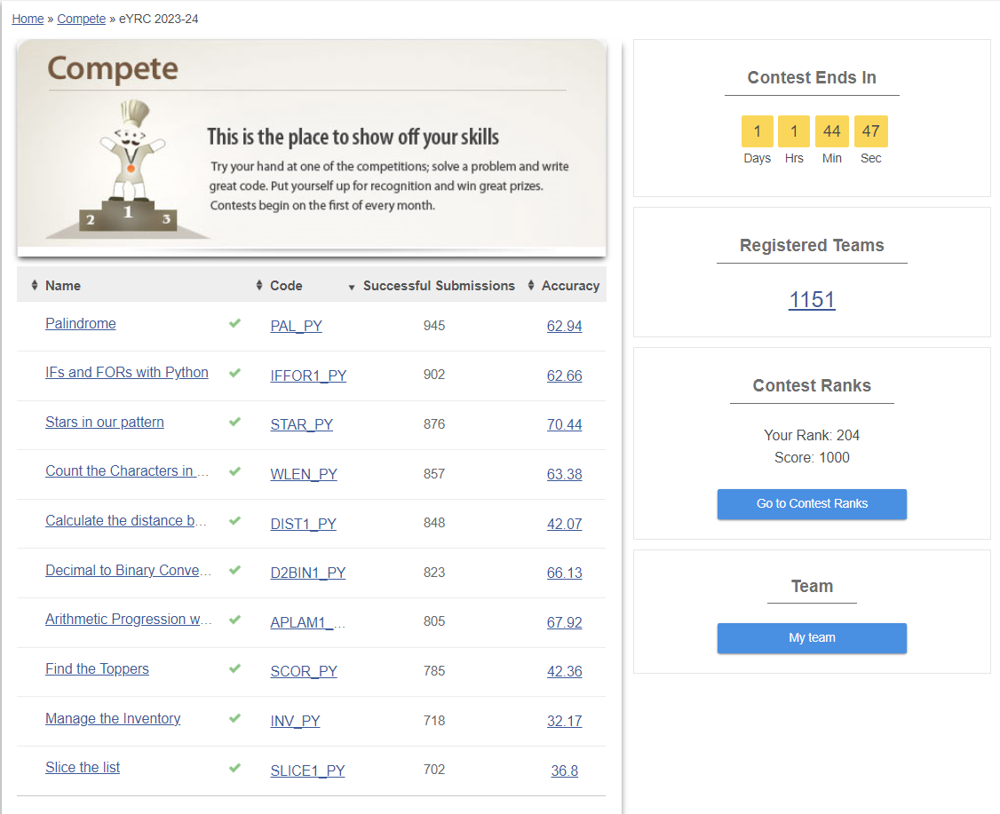 Home » Compete » eYRC 2023-24
Compete
This is the place to show off your skills
Try your hand at one of the competitions; solve a problem and write
great code. Put yourself up for recognition and win great prizes.
Contests begin on the first of every month.
2 1 3
Name Code Successful Submissions Accuracy
Palindrome PAL_PY 945 62.94
IFs and FORs with Python IFFOR1_PY 902 62.66
Stars in our pattern STAR_PY 876 70.44
Count the Characters in ... WLEN_PY 857 63.38
Calculate the distance b... DIST1_PY 848 42.07
Decimal to Binary Conve... D2BIN1_PY 823 66.13
Arithmetic Progression w... APLAM1_... 805 67.92
Find the Toppers SCOR_PY 785 42.36
Manage the Inventory INV_PY 718 32.17
Slice the list SLICE1_PY 702 36.8
Contest Ends In
1 1 44 47
Days Hrs Min Sec
Registered Teams
1151
Contest Ranks
Your Rank: 204
Score: 1000
Go to Contest Ranks
Team
My team